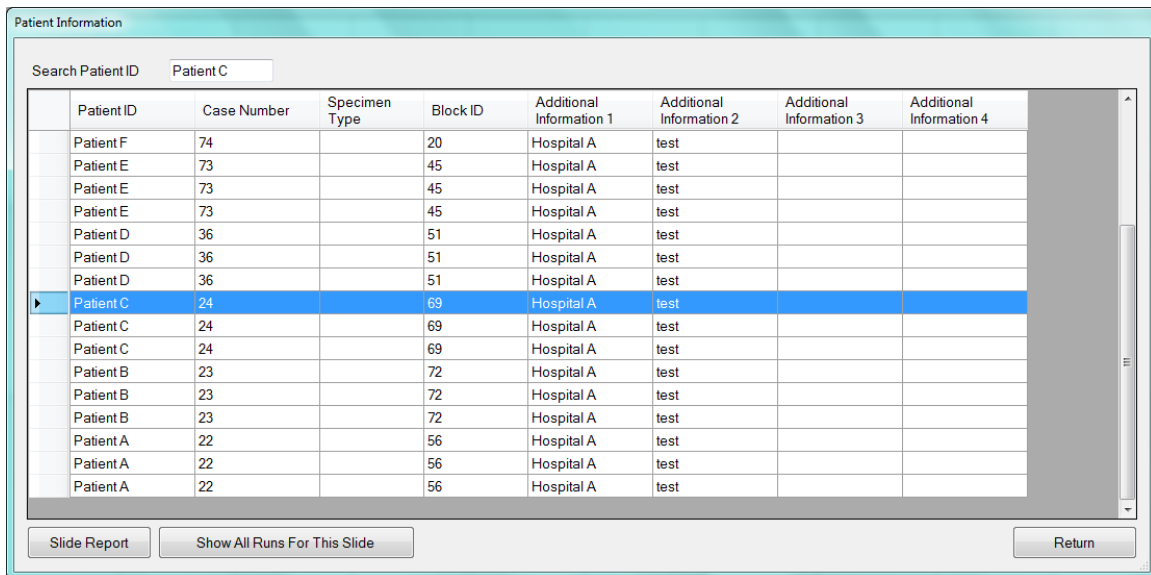 Patient Information
Search Patient ID Patient C
Patient ID Case Number Specimen Type Block ID Additional Information 1 Additional Information 2 Additional Information 3 Additional Information 4
Patient F 74 20 Hospital A test
Patient E 73 45 Hospital A test
Patient E 73 45 Hospital A test
Patient E 73 45 Hospital A test
Patient D 36 51 Hospital A test
Patient D 36 51 Hospital A test
Patient D 36 51 Hospital A test
Patient C 24 69 Hospital A test
Patient C 24 69 Hospital A test
Patient C 24 69 Hospital A test
Patient B 23 72 Hospital A test
Patient B 23 72 Hospital A test
Patient B 23 72 Hospital A test
Patient A 22 56 Hospital A test
Patient A 22 56 Hospital A test
Patient A 22 56 Hospital A test
Slide Report Show All Runs For This Slide Return